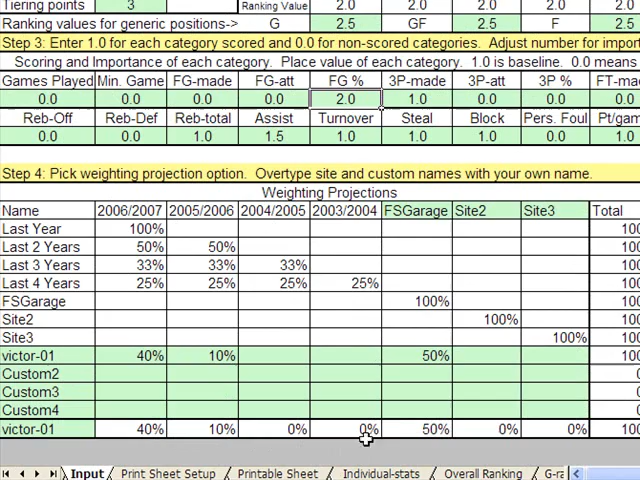 Tiering points 3 Ranking Value 2.0 2.0 2.0
Ranking values for generic positions-> G 2.5 GF 2.5 F 2.5
Step 3: Enter 1.0 for each category scored and 0.0 for non-scored categories. Adjust number for impor
Scoring and Importance of each category. Place value of each category. 1.0 is baseline. 0.0 means
Games Played Min. Game FG-made FG-att FG % 3P-made 3P-att 3P % FT-ma
0.0 0.0 0.0 0.0 2.0 1.0 0.0 0.0 0.0
Reb-Off Reb-Def Reb-total Assist Turnover Steal Block Pers. Foul Pt/gam
0.0 0.0 1.0 1.5 1.0 1.0 1.0 0.0 1.0
Step 4: Pick weighting projection option. Overtype site and custom names with your own name.
Weighting Projections
Name 2006/2007 2005/2006 2004/2005 2003/2004 FSGarage Site2 Site3 Total
Last Year 100% 100
Last 2 Years 50% 50% 100
Last 3 Years 33% 33% 33% 100
Last 4 Years 25% 25% 25% 25% 100
FSGarage 100% 100
Site2 100% 100
Site3 100% 100
victor-01 40% 10% 50% 100
Custom2 0
Custom3 0
Custom4 0
victor-01 40% 10% 0% 0% 50% 0% 0% 100
Input Print Sheet Setup Printable Sheet Individual-stats Overall Ranking G-ra